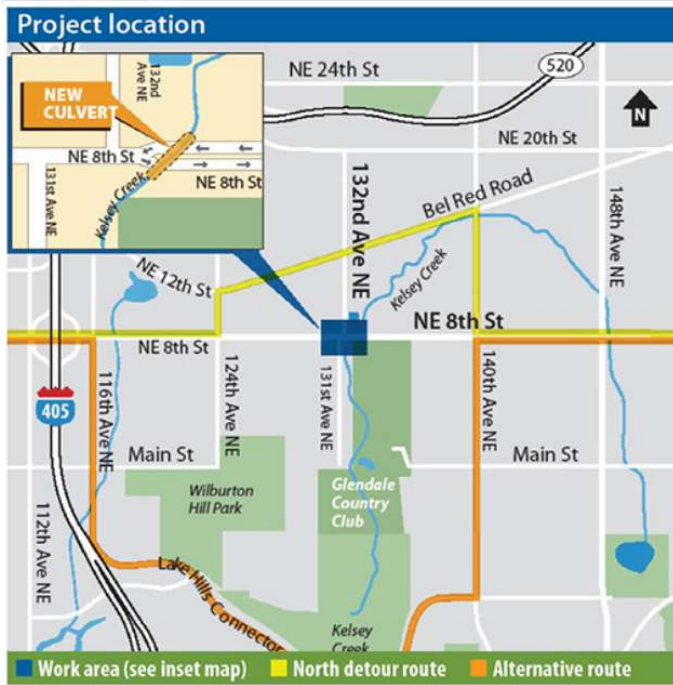 Project location
NE 24th St
520
N
132nd
Ave NE
NEW
CULVERT
NE 8th St
NE 8th St
131st Ave NE
Kelsey Creek
NE 20th St
132nd Ave NE
Bel Red Road
148th Ave NE
Kelsey Creek
NE 12th St
NE 8th St
NE 8th St
405
116th Ave NE
124th Ave NE
131st Ave NE
140th Ave NE
Main St
Main St
112th Ave NE
Wilburton
Hill Park
Glendale
Country
Club
Lake Hills Connector
Kelsey
Creek
Work area (see inset map)
North detour route
Alternative route